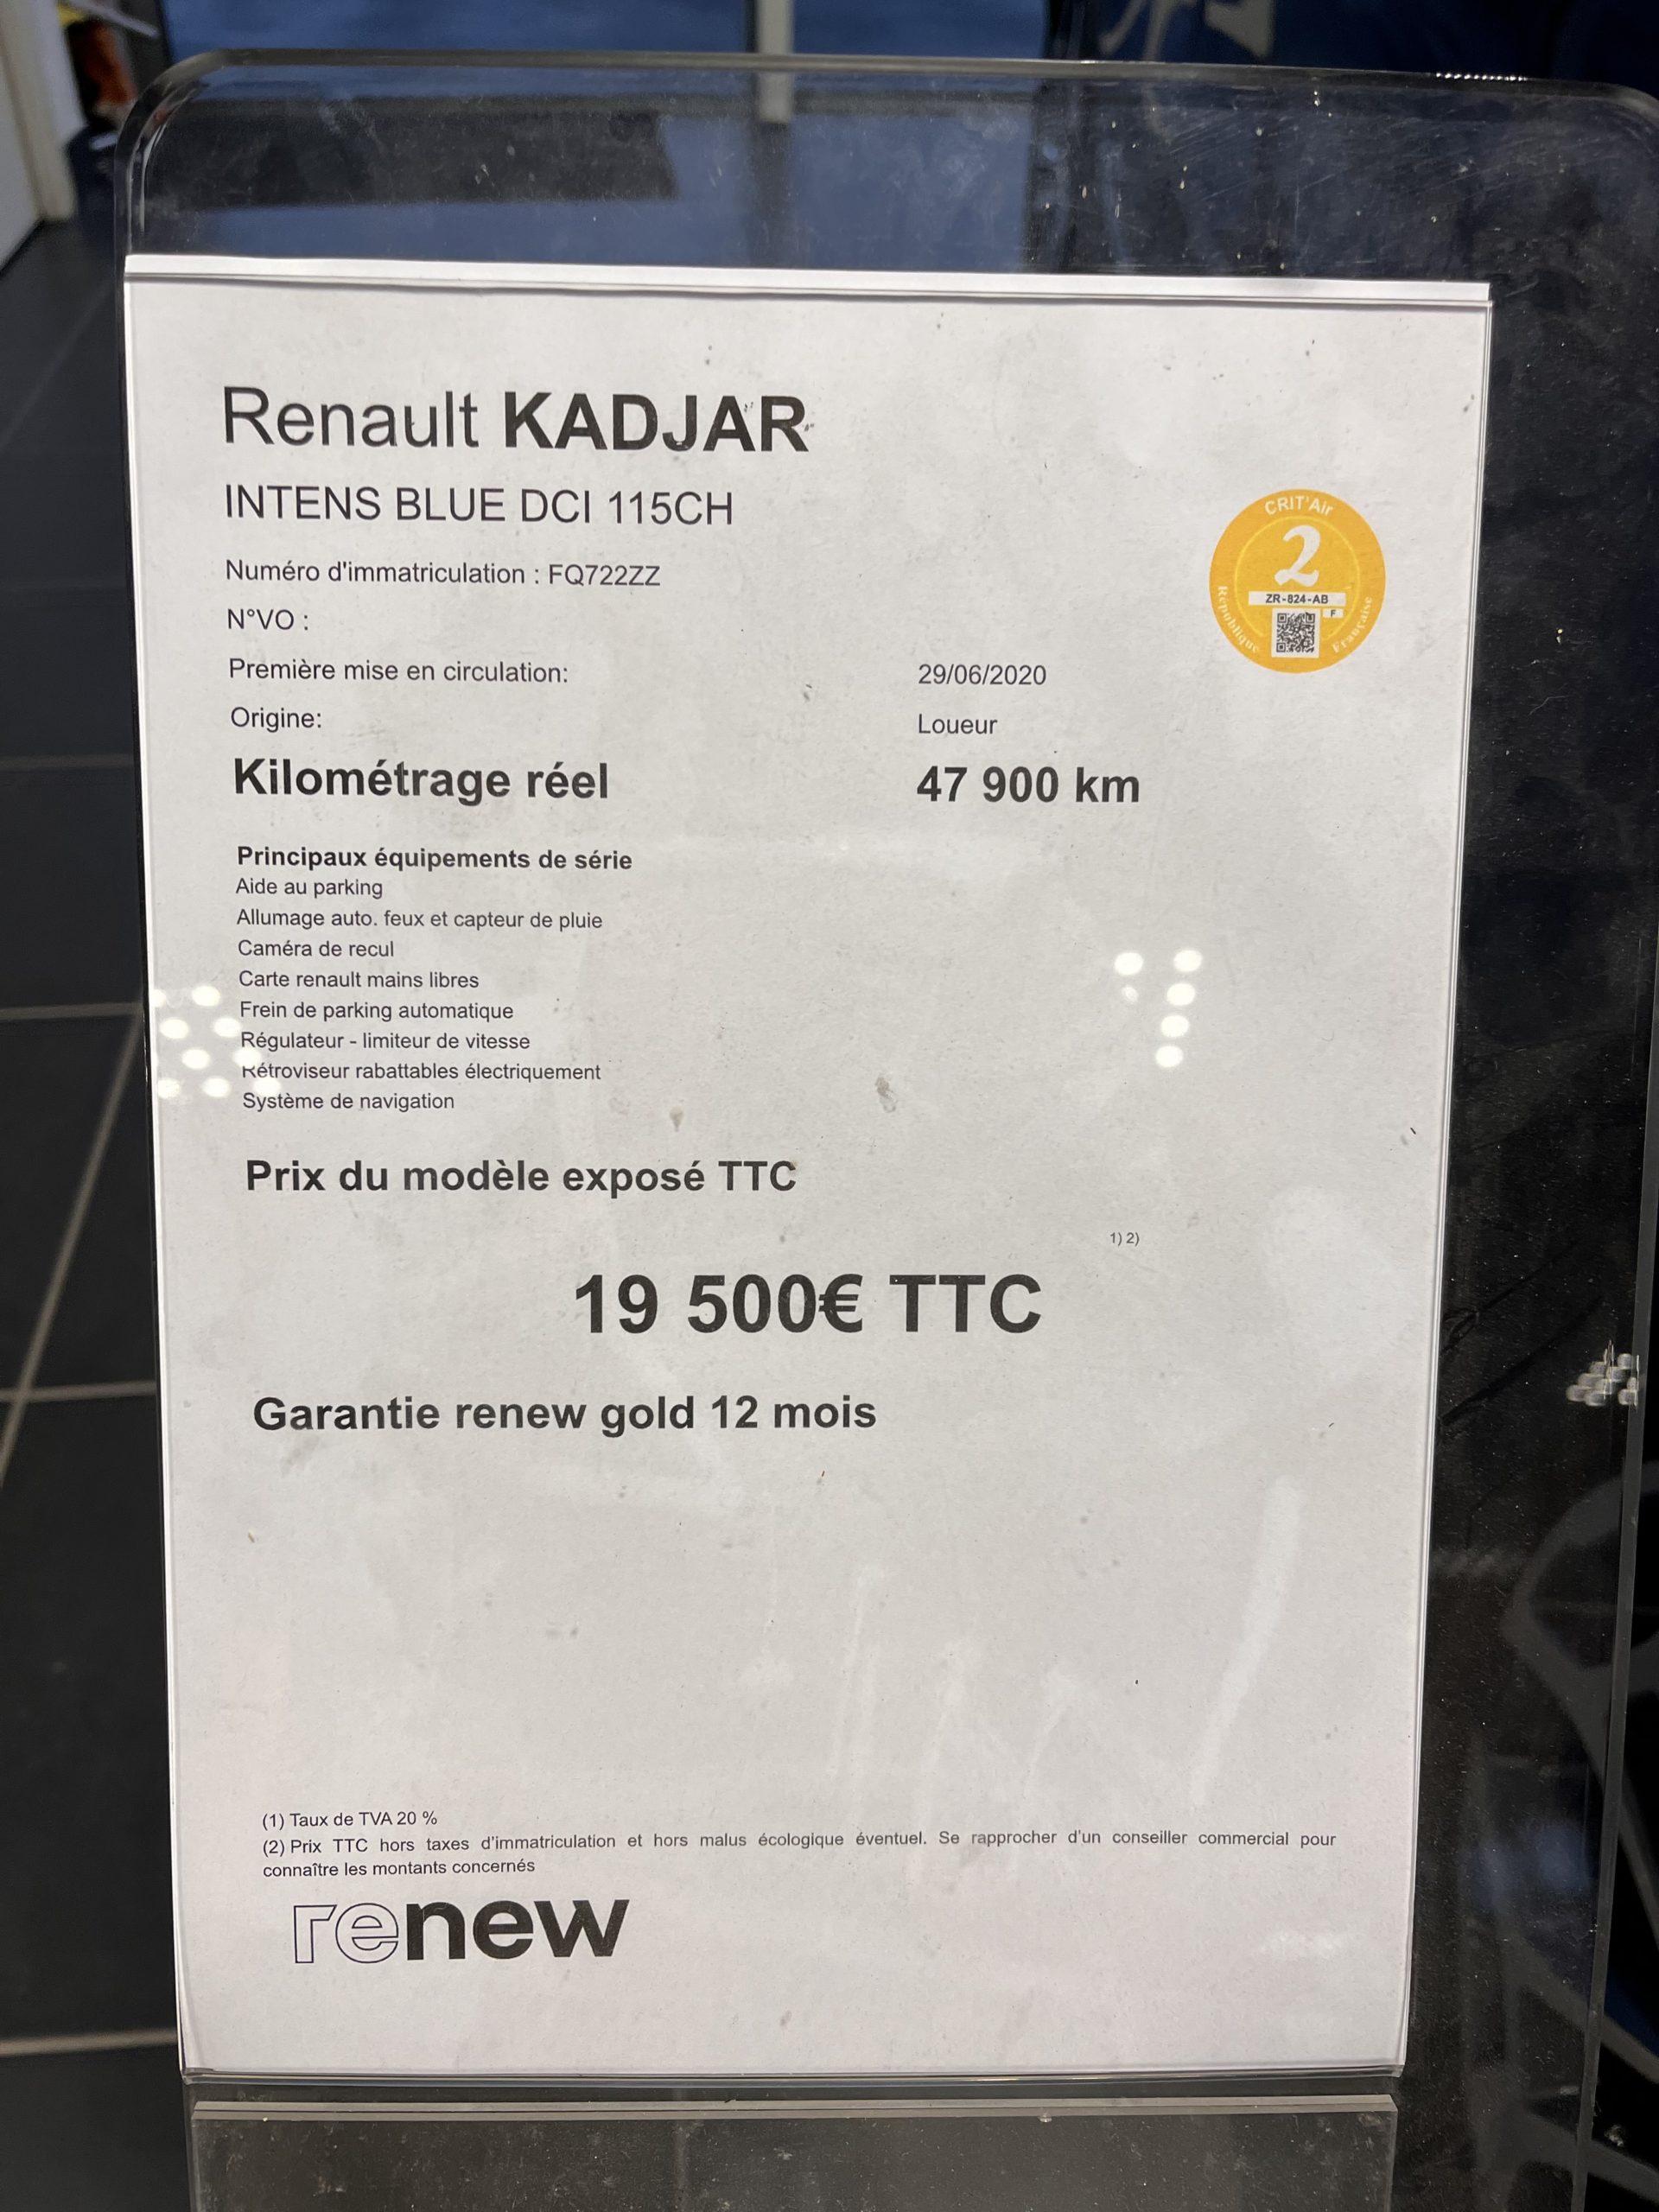 Renault KADJAR
INTENS BLUE DCI 115CH
CRIT'Air
2
ZR-824-AB
F
République Française
Numéro d'immatriculation : FQ722ZZ
N°VO :
Première mise en circulation: 29/06/2020
Origine: Loueur
Kilométrage réel 47 900 km
Principaux équipements de série
Aide au parking
Allumage auto. feux et capteur de pluie
Caméra de recul
Carte renault mains libres
Frein de parking automatique
Régulateur - limiteur de vitesse
Rétroviseur rabattables électriquement
Système de navigation
Prix du modèle exposé TTC
1) 2)
19 500€ TTC
Garantie renew gold 12 mois
(1) Taux de TVA 20 %
(2) Prix TTC hors taxes d'immatriculation et hors malus écologique éventuel. Se rapprocher d'un conseiller commercial pour
connaître les montants concernés
renew